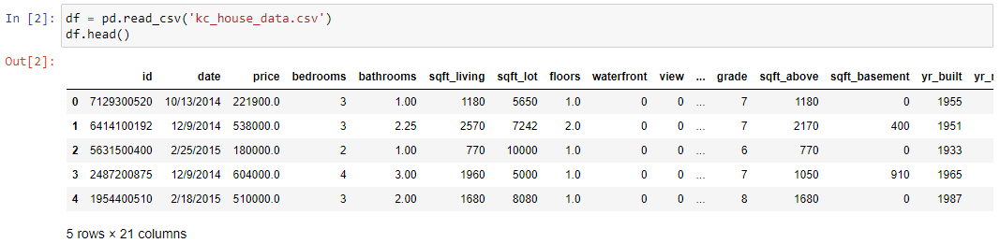 In [2]: df = pd.read_csv('kc_house_data.csv')
df.head()
Out[2]:
id date price bedrooms bathrooms sqft_living sqft_lot floors waterfront view ... grade sqft_above sqft_basement yr_built yr_
0 7129300520 10/13/2014 221900.0 3 1.00 1180 5650 1.0 0 0 ... 7 1180 0 1955
1 6414100192 12/9/2014 538000.0 3 2.25 2570 7242 2.0 0 0 ... 7 2170 400 1951
2 5631500400 2/25/2015 180000.0 2 1.00 770 10000 1.0 0 0 ... 6 770 0 1933
3 2487200875 12/9/2014 604000.0 4 3.00 1960 5000 1.0 0 0 ... 7 1050 910 1965
4 1954400510 2/18/2015 510000.0 3 2.00 1680 8080 1.0 0 0 ... 8 1680 0 1987
5 rows × 21 columns